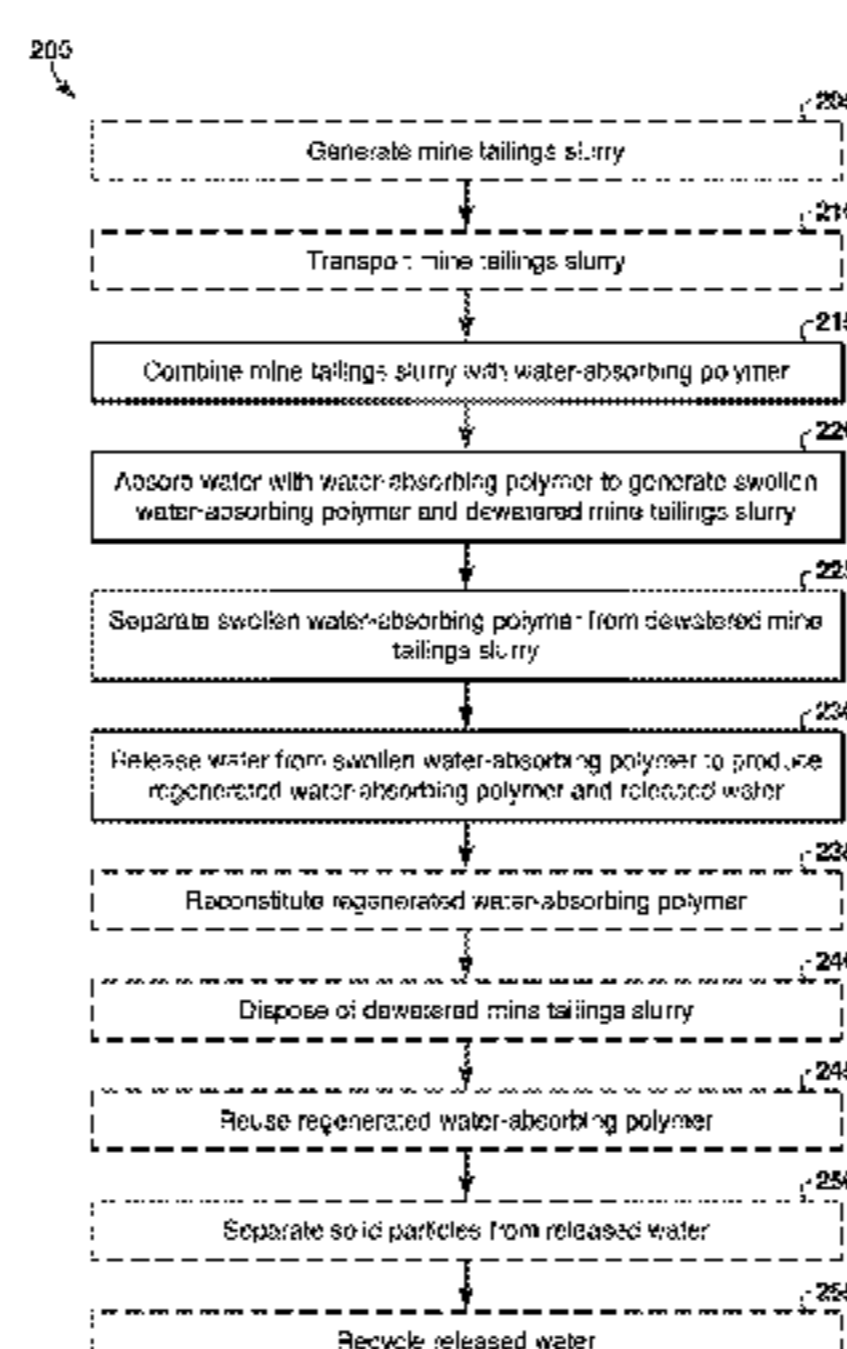 Generate mine tailings slurry
Transport mine tailings slurry
215
Combine mine tailings slurry with water-absorbing polymer
Absorb water with water-absorbing polymer to generate swollen
water-absorbing polymer and dewatered mine tailings slurry
225
Separate swollen water-absorbing polymer from dewatered mine
tailings slurry
Release water from swollen water-absorbing polymer to produce
regenerated water-absorbing polymer and released water
Reconstitute regenerated water-absorbing polymer
Dispose of dewatered mine tailings slurry
245
Reuse regenerated water-absorbing polymer
Separate solid particles from released water
255
Recycle released water